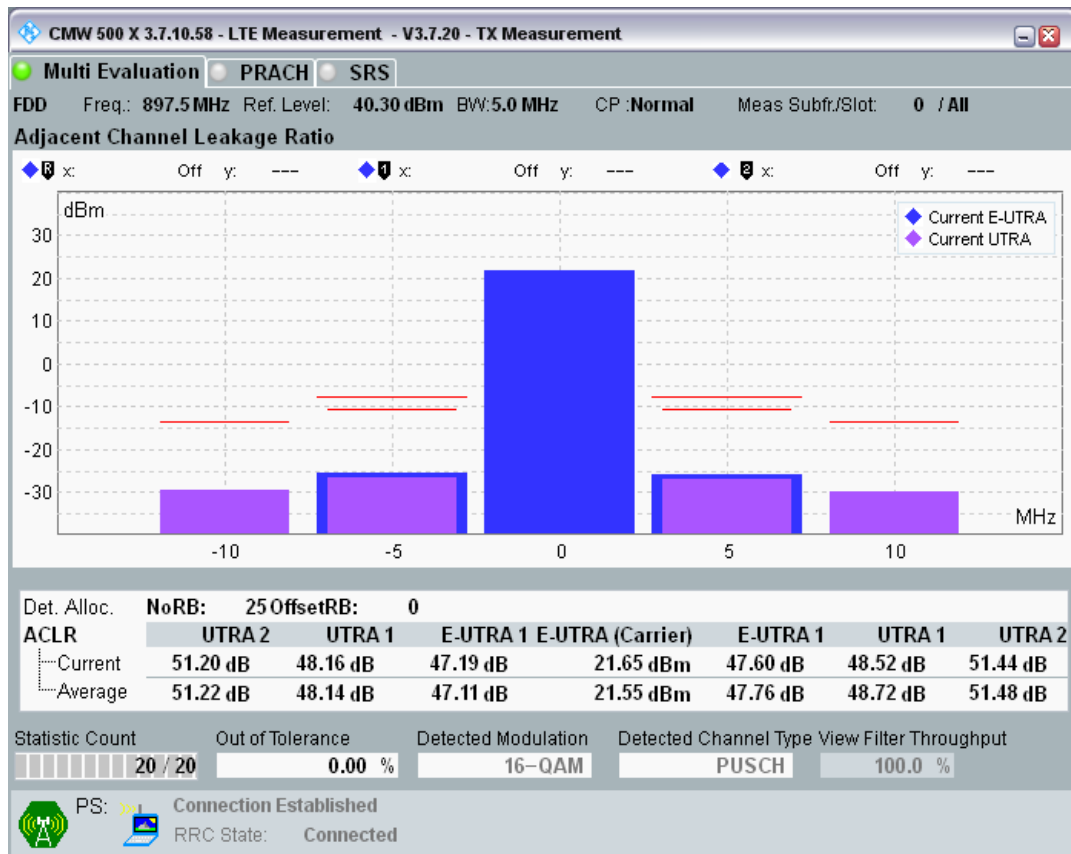 CMW 500 X 3.7.10.58 - LTE Measurement - V3.7.20 - TX Measurement
Multi Evaluation PRACH SRS
FDD Freq.: 897.5 MHz Ref. Level: 40.30 dBm BW:5.0 MHz CP :Normal Meas Subfr./Slot: 0 / All
Adjacent Channel Leakage Ratio
R x: Off y: --- 1 x: Off y: --- 2 x: Off y: ---
dBm
Current E-UTRA
Current UTRA
30
20
10
0
-10
-20
-30
MHz
-10 -5 0 5 10
Det. Alloc. NoRB: 25 OffsetRB: 0
ACLR UTRA 2 UTRA 1 E-UTRA 1 E-UTRA (Carrier) E-UTRA 1 UTRA 1 UTRA 2
Current 51.20 dB 48.16 dB 47.19 dB 21.65 dBm 47.60 dB 48.52 dB 51.44 dB
Average 51.22 dB 48.14 dB 47.11 dB 21.55 dBm 47.76 dB 48.72 dB 51.48 dB
Statistic Count Out of Tolerance Detected Modulation Detected Channel Type View Filter Throughput
20 / 20 0.00 % 16-QAM PUSCH 100.0 %
PS: Connection Established
RRC State: Connected